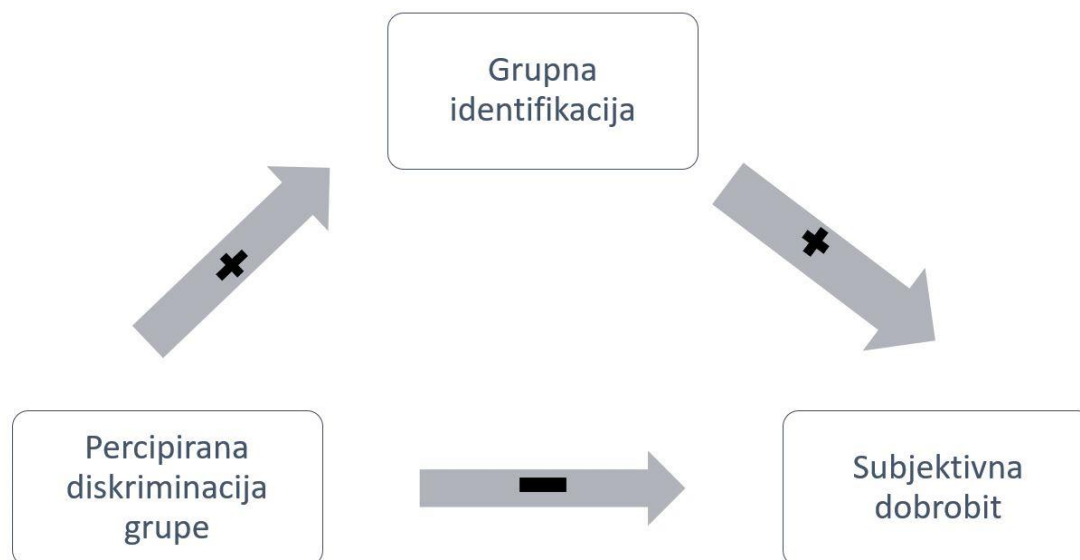 Grupna
identifikacija
Percipirana
diskriminacija
grupe
Subjektivna
dobrobit